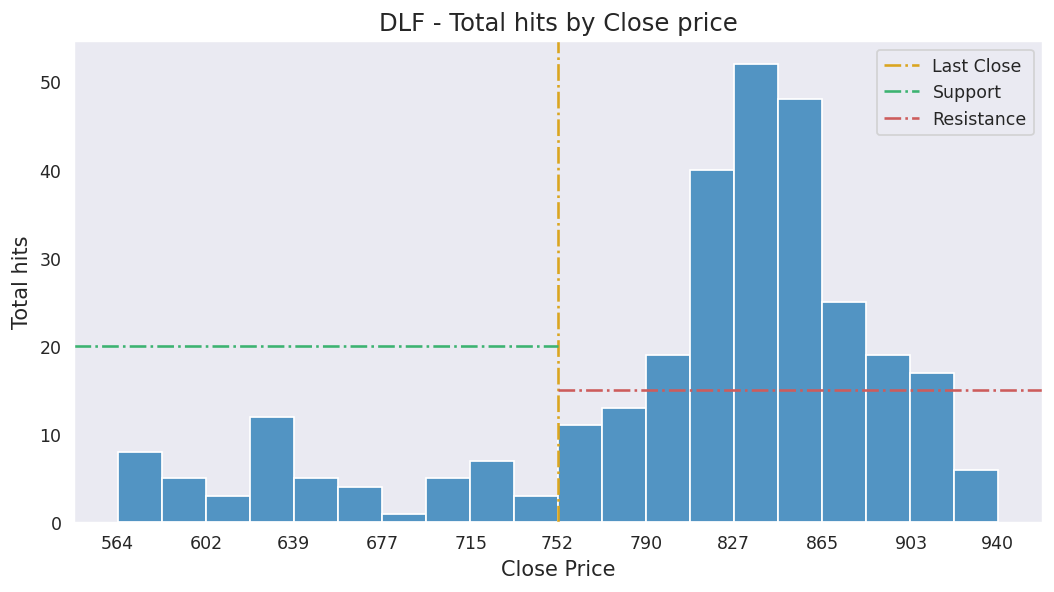 DLF - Total hits by Close price
Last Close
Support
Resistance
Total hits
50
40
30
20
10
0
564 602 639 677 715 752 790 827 865 903 940
Close Price